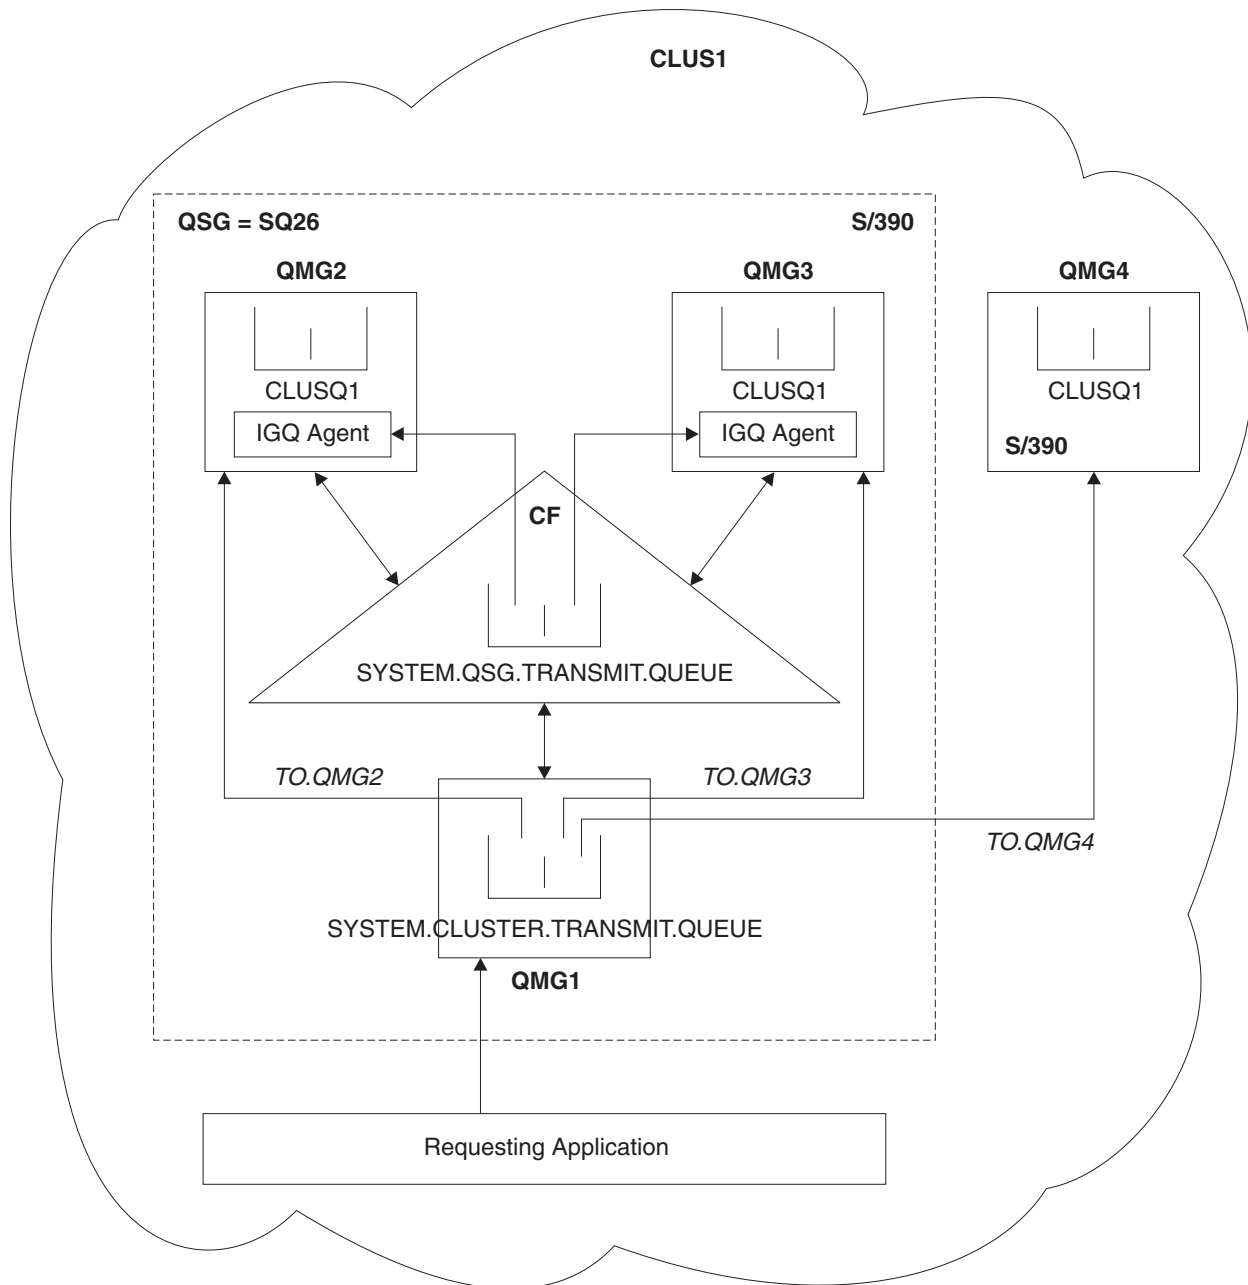 CLUS1
QSG = SQ26
S/390
QMG2
QMG3
QMG4
CLUSQ1
CLUSQ1
CLUSQ1
IGQ Agent
IGQ Agent
S/390
CF
SYSTEM.QSG.TRANSMIT.QUEUE
TO.QMG2
TO.QMG3
TO.QMG4
SYSTEM.CLUSTER.TRANSMIT.QUEUE
QMG1
Requesting Application